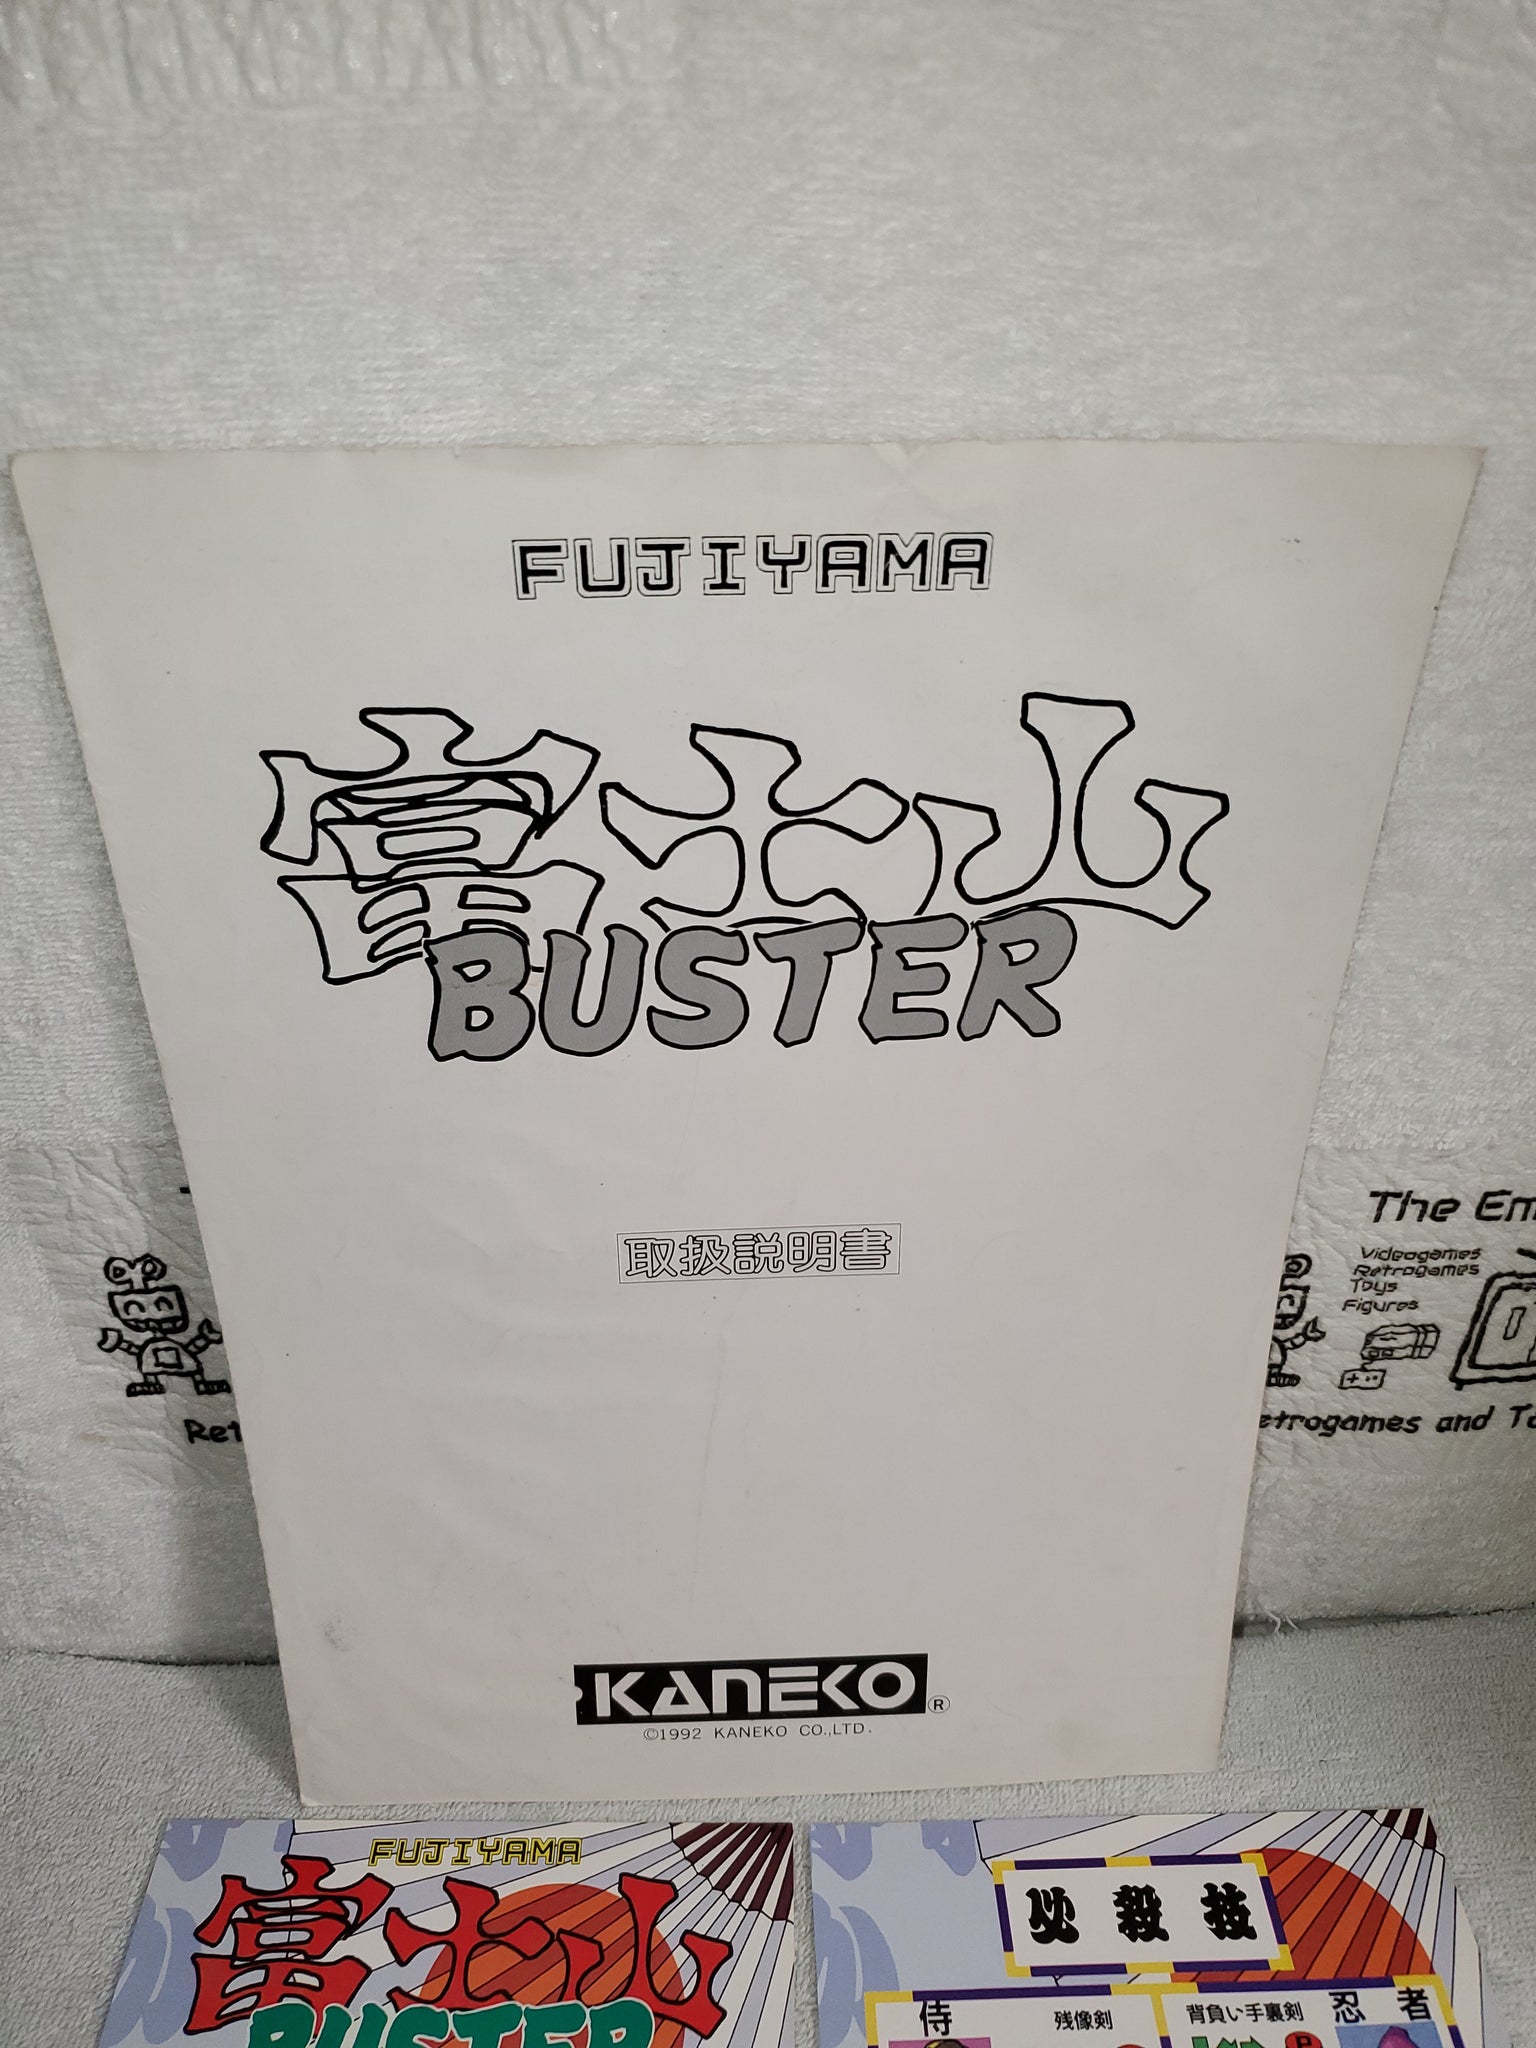 FUJIYAMA
富士山
BUSTER
取扱説明書
KANEKO®
©1992 KANEKO CO.,LTD.
The
Videogames
Retrogames
Toys
Figures
etrogames and
FUJIYAMA
富士山
BUSTER
必殺技
侍 残像剣
背負い手裏剣 忍者
P